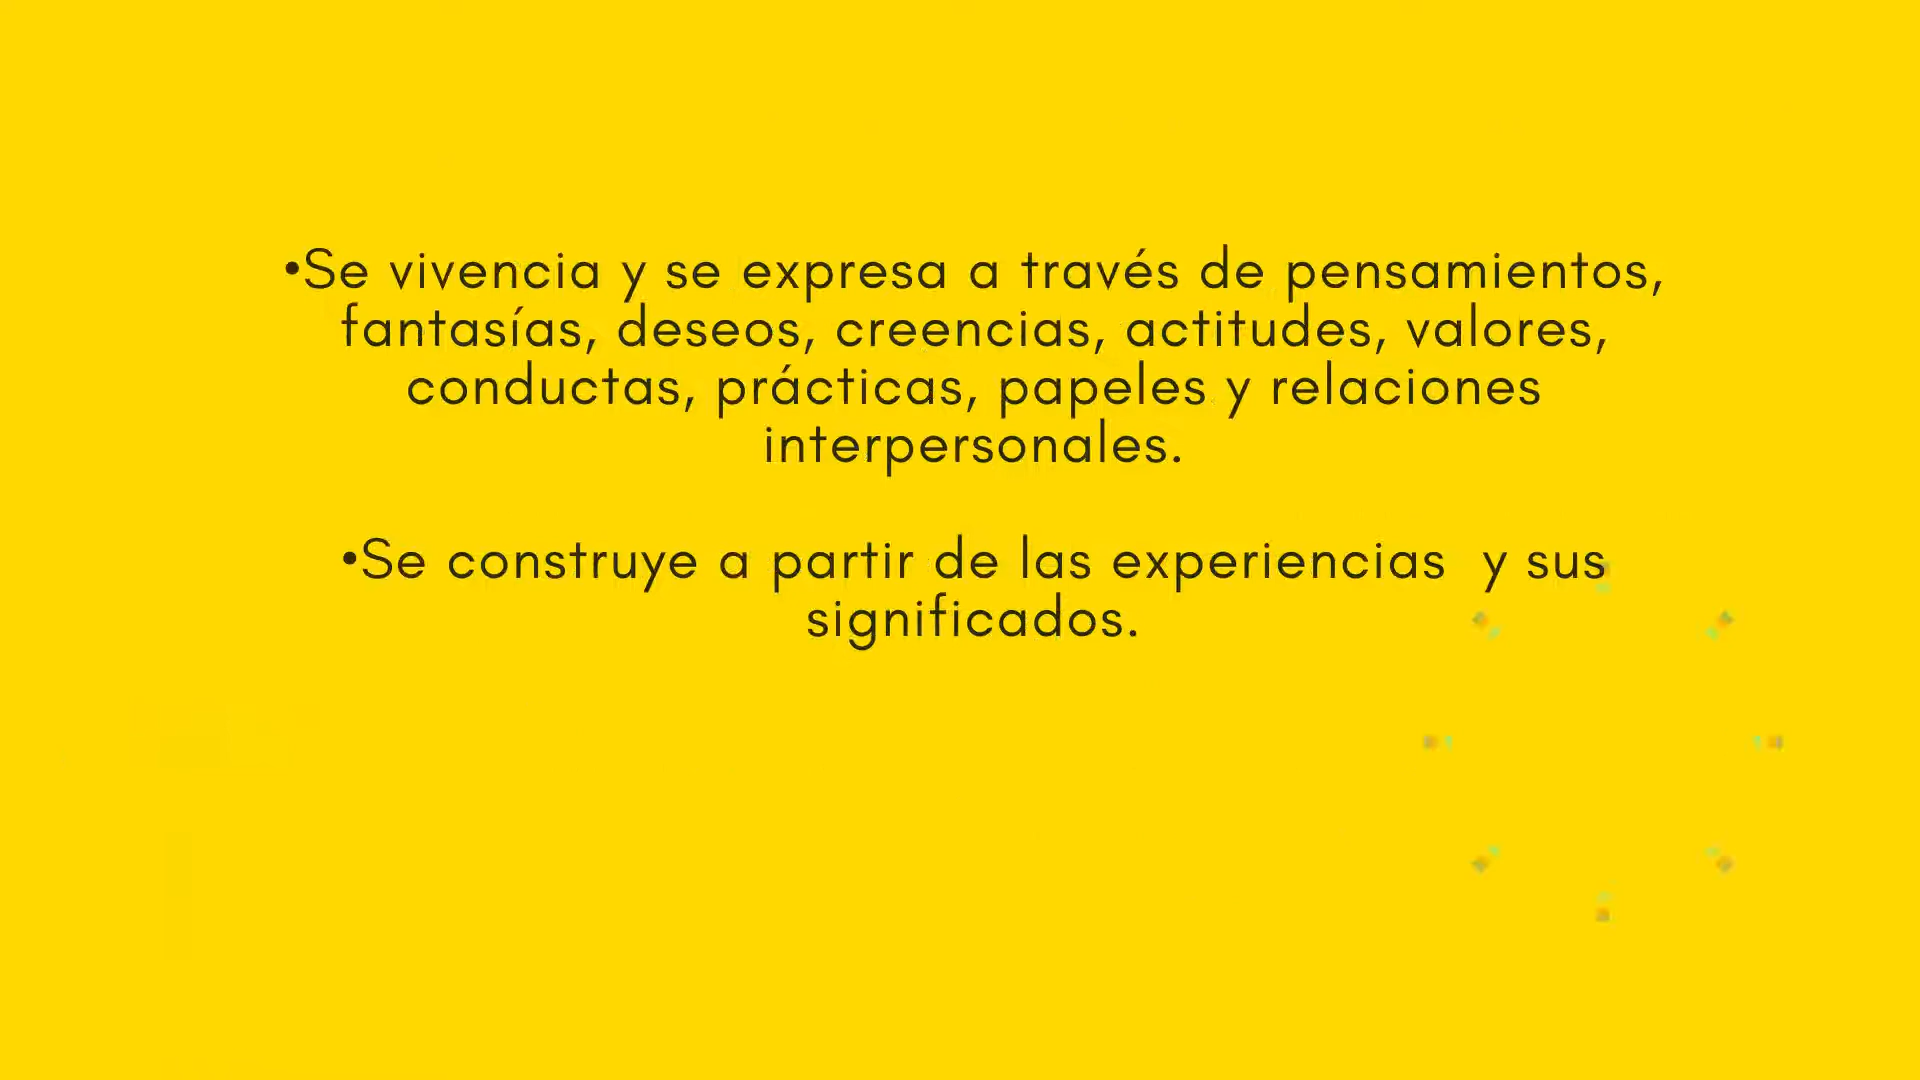 •Se vivencia y se expresa a través de pensamientos,
fantasías, deseos, creencias, actitudes, valores,
conductas, prácticas, papeles y relaciones
interpersonales.
•Se construye a partir de las experiencias  y sus
significados.